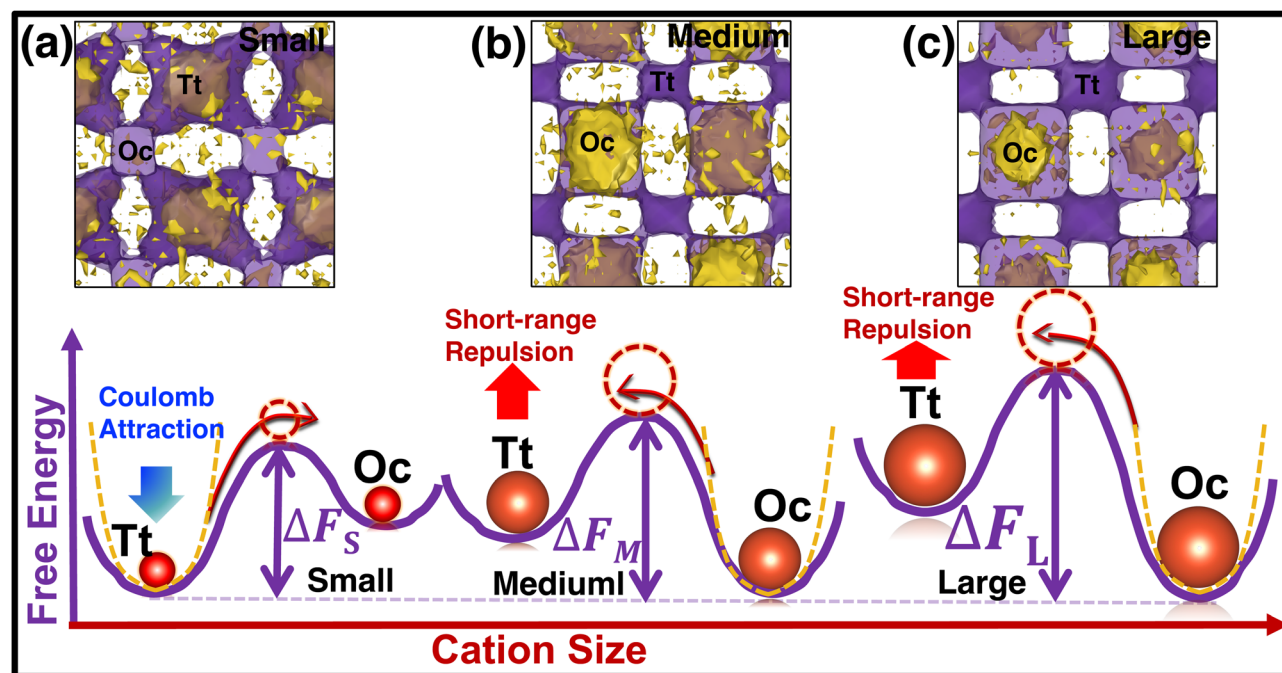 (a)
Small
Tt
Oc
(b)
Medium
Tt
Oc
(c)
Large
Tt
Oc
Free Energy
Coulomb
Attraction
Tt
Oc
ΔF_S
Small
Short-range
Repulsion
Tt
Oc
ΔF_M
Mediuml
Short-range
Repulsion
Tt
Oc
ΔF_L
Large
Cation Size